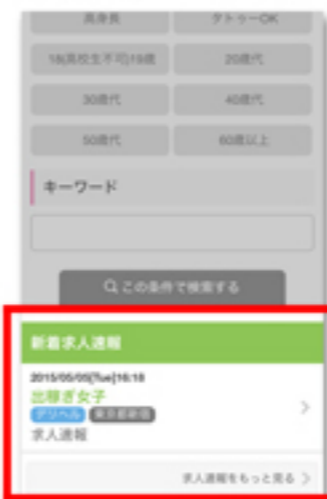 高身長 タトゥーOK
18(高校生不可)19歳 20歳代
30歳代 40歳代
50歳代 60歳以上
キーワード
この条件で検索する
新着求人速報
2015/05/05[Tue]16:18
出稼ぎ女子
デリヘル 東京都新宿
求人速報
求人速報をもっと見る